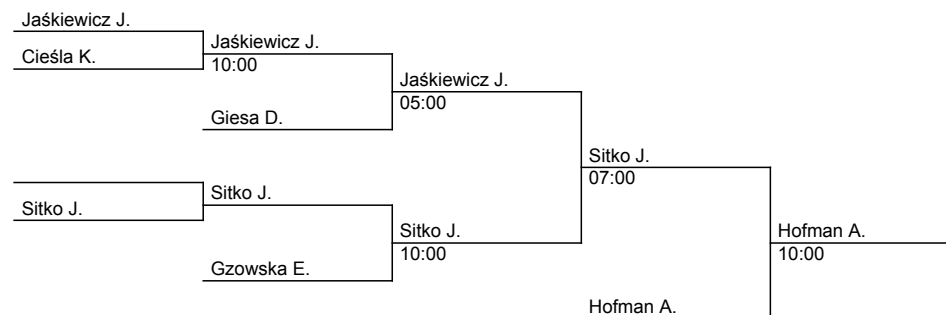 Jaśkiewicz J.
Cieśla K.
Jaśkiewicz J.
10:00
Giesa D.
Jaśkiewicz J.
05:00
Sitko J.
Sitko J.
Gzowska E.
Sitko J.
10:00
Sitko J.
07:00
Hofman A.
Hofman A.
10:00